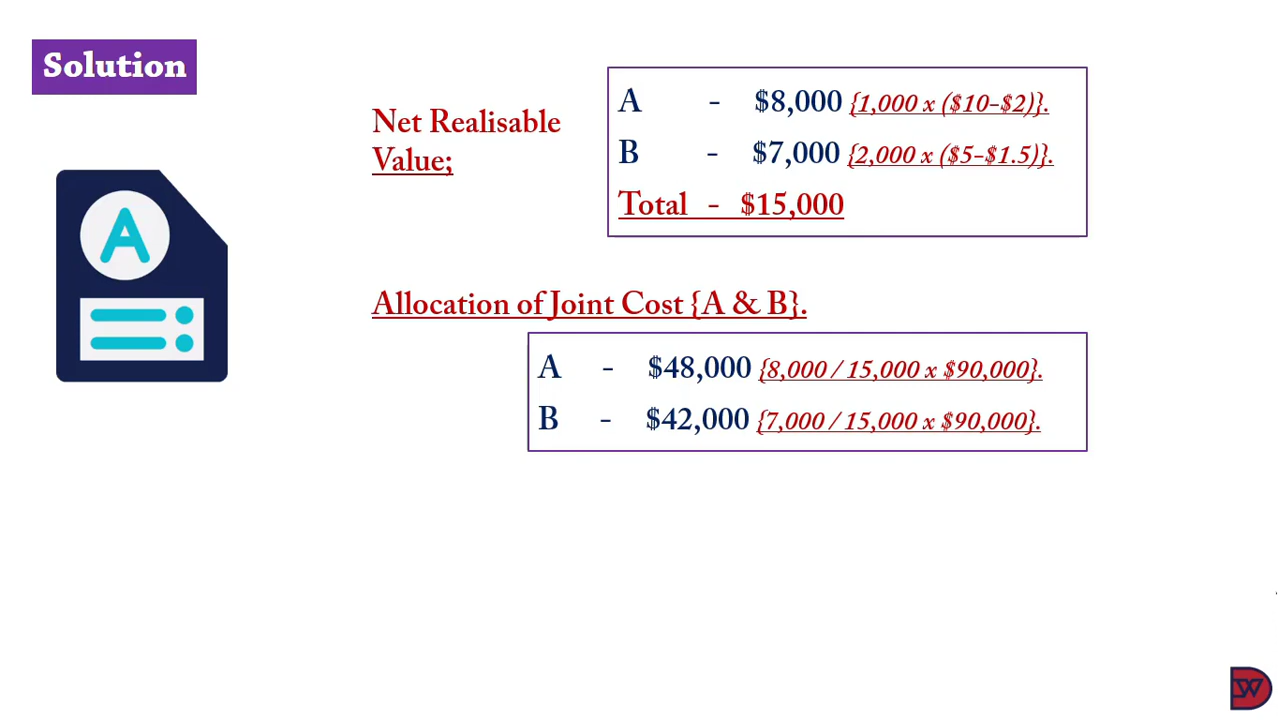 Solution
Net Realisable
Value;
A - $8,000 {1,000 x ($10-$2)}.
B - $7,000 {2,000 x ($5-$1.5)}.
Total - $15,000
A
Allocation of Joint Cost {A & B}.
A - $48,000 {8,000 / 15,000 x $90,000}.
B - $42,000 {7,000 / 15,000 x $90,000}.